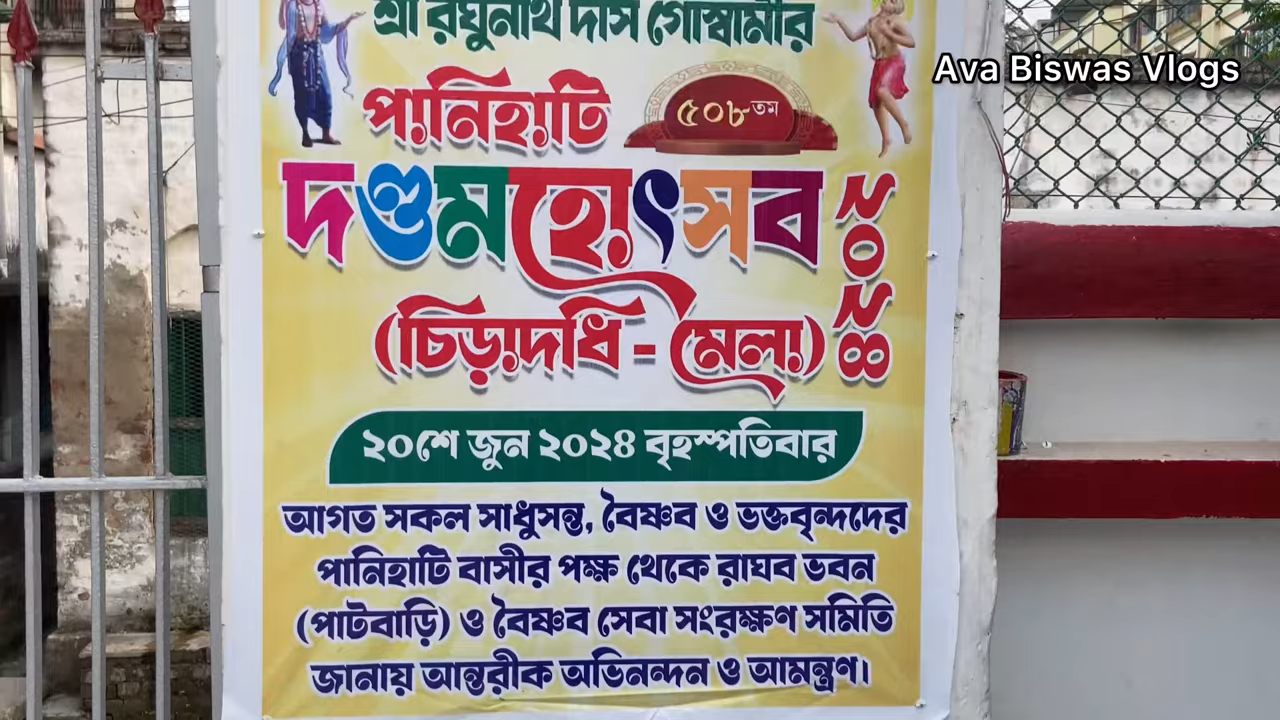 Ava Biswas Vlogs
শ্রী রঘুনাথ দাস গোস্বামীর
পানিহাটি
৫০৮তম
দণ্ডমহোৎসব
২০২৪
(চিড়াদধি - মেলা)
২০শে জুন ২০২৪ বৃহস্পতিবার
আগত সকল সাধুসন্ত, বৈষ্ণব ও ভক্তবৃন্দদের
পানিহাটি বাসীর পক্ষ থেকে রাঘব ভবন
(পাটবাড়ি) ও বৈষ্ণব সেবা সংরক্ষণ সমিতি
জানায় আন্তরীক অভিনন্দন ও আমন্ত্রণ।